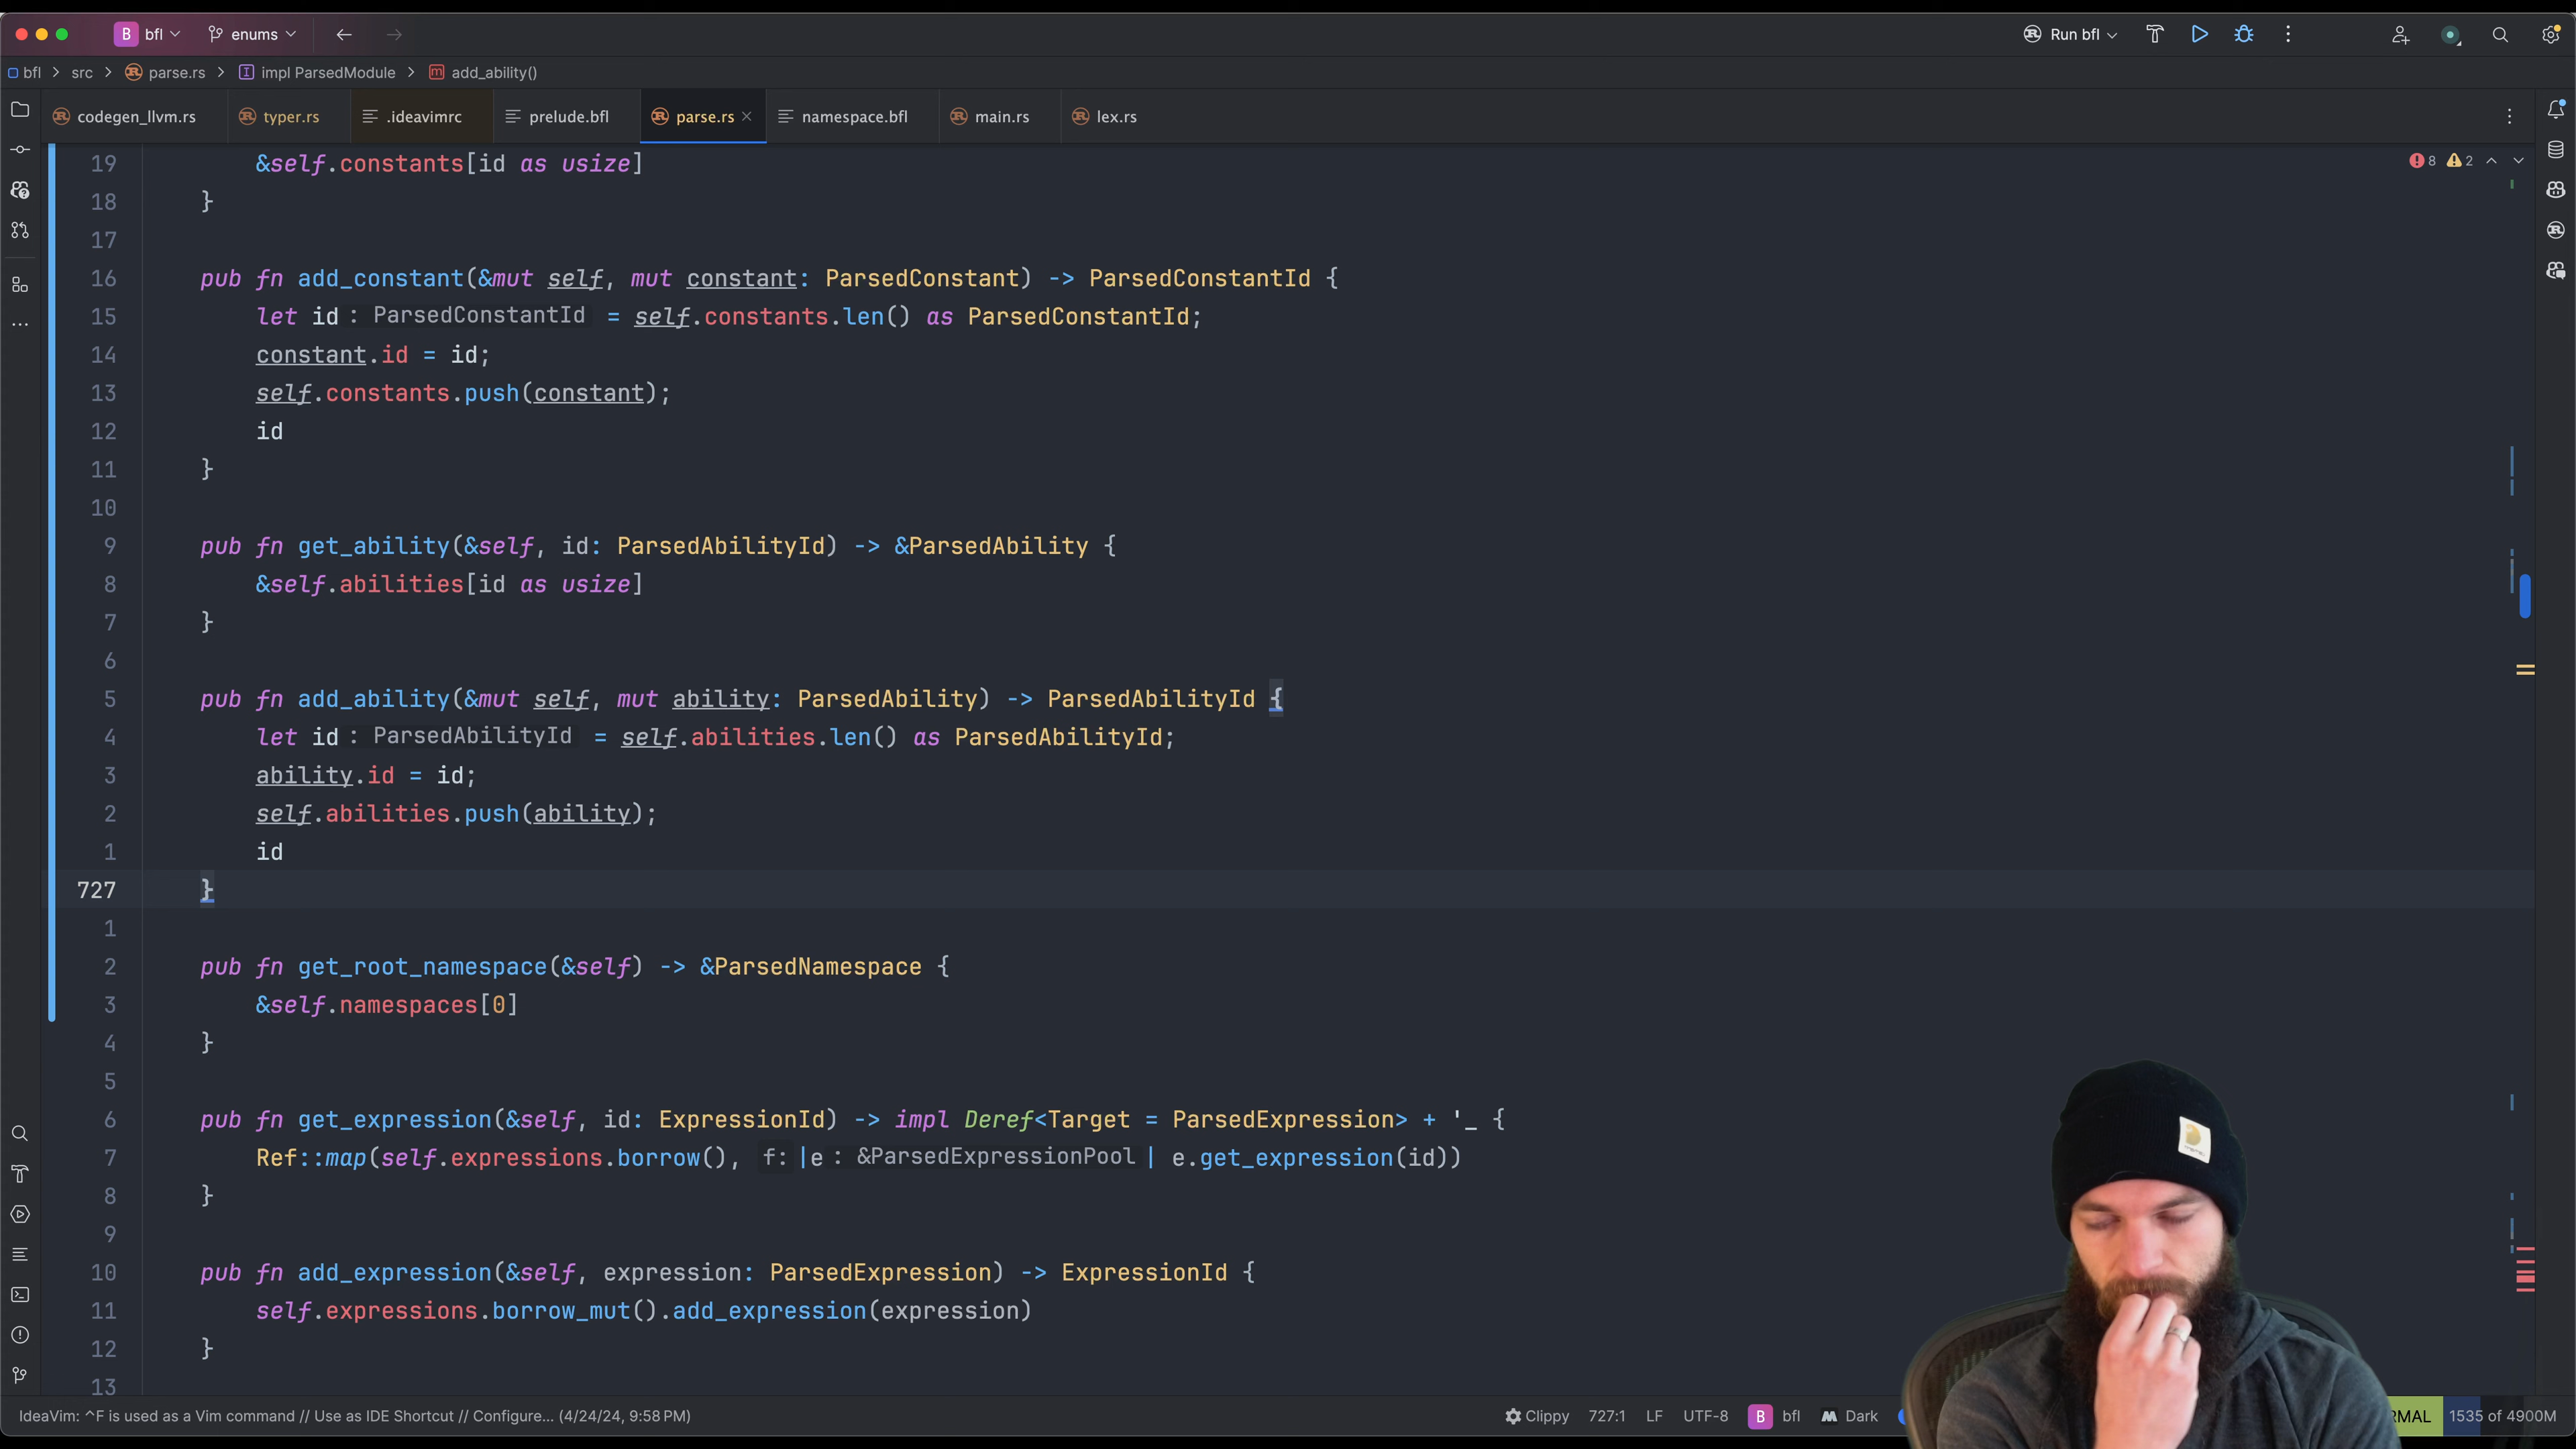 B bfl enums Run bfl
bfl > src > parse.rs > impl ParsedModule > add_ability()
codegen_llvm.rs typer.rs .ideavimrc prelude.bfl parse.rs namespace.bfl main.rs lex.rs
8 2
19 &self.constants[id as usize]
18 }
17
16 pub fn add_constant(&mut self, mut constant: ParsedConstant) -> ParsedConstantId {
15 let id : ParsedConstantId = self.constants.len() as ParsedConstantId;
14 constant.id = id;
13 self.constants.push(constant);
12 id
11 }
10
9 pub fn get_ability(&self, id: ParsedAbilityId) -> &ParsedAbility {
8 &self.abilities[id as usize]
7 }
6
5 pub fn add_ability(&mut self, mut ability: ParsedAbility) -> ParsedAbilityId {
4 let id : ParsedAbilityId = self.abilities.len() as ParsedAbilityId;
3 ability.id = id;
2 self.abilities.push(ability);
1 id
727 }
1
2 pub fn get_root_namespace(&self) -> &ParsedNamespace {
3 &self.namespaces[0]
4 }
5
6 pub fn get_expression(&self, id: ExpressionId) -> impl Deref<Target = ParsedExpression> + '_ {
7 Ref::map(self.expressions.borrow(), f: |e : &ParsedExpressionPool | e.get_expression(id))
8 }
9
10 pub fn add_expression(&self, expression: ParsedExpression) -> ExpressionId {
11 self.expressions.borrow_mut().add_expression(expression)
12 }
13
IdeaVim: ^F is used as a Vim command // Use as IDE Shortcut // Configure... (4/24/24, 9:58 PM) Clippy 727:1 LF UTF-8 B bfl Dark RMAL 1535 of 4900M